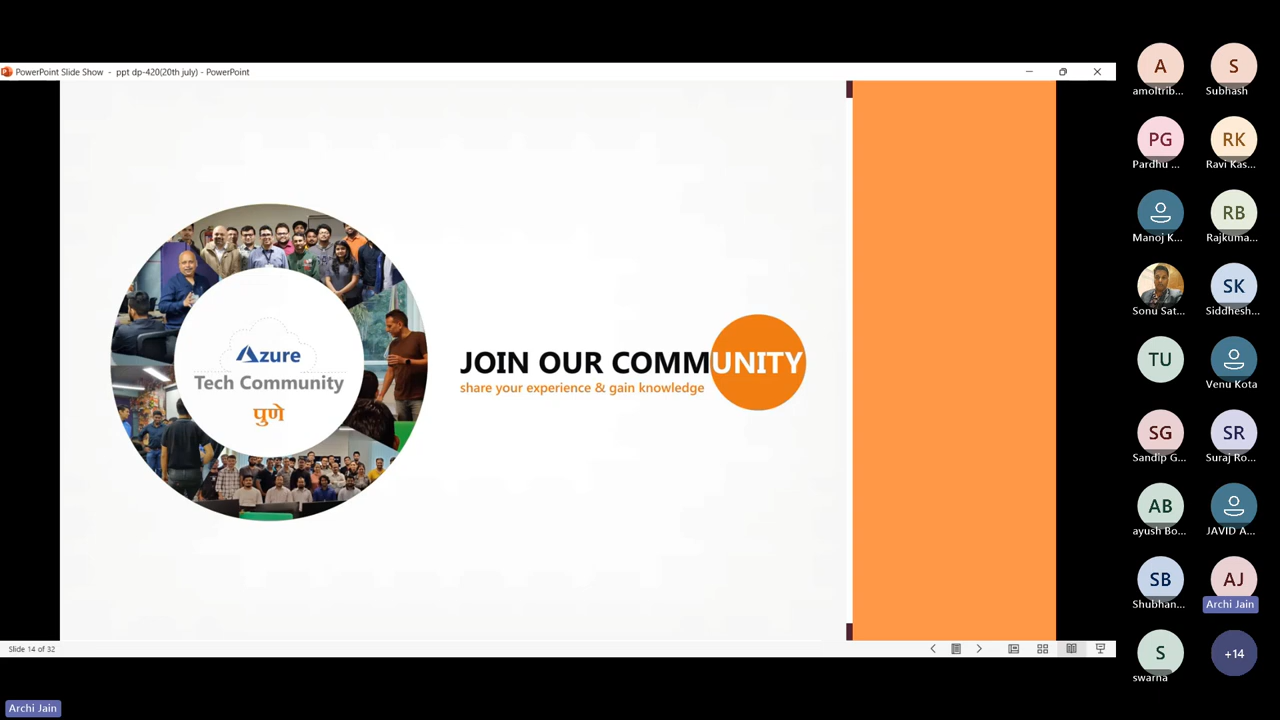 PowerPoint Slide Show - ppt dp-420(20th july) - PowerPoint
Azure
Tech Community
पुणे
JOIN OUR COMMUNITY
share your experience & gain knowledge
Slide 14 of 32
Archi Jain
A
amoltrib...
S
Subhash
PG
Pardhu ...
RK
Ravi Kas...
Manoj K...
RB
Rajkuma...
Sonu Sat...
SK
Siddhesh...
TU
Venu Kota
SG
Sandip G...
SR
Suraj Ro...
AB
ayush Bo...
JAVID A...
SB
Shubhan...
AJ
Archi Jain
S
swarna
+14